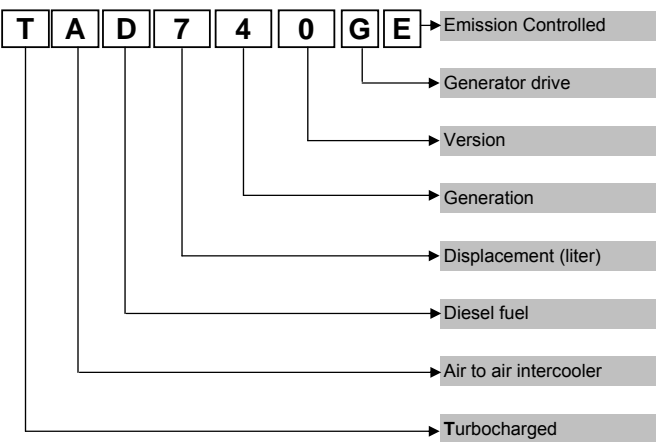 T A D 7 4 0 G E
Emission Controlled
Generator drive
Version
Generation
Displacement (liter)
Diesel fuel
Air to air intercooler
Turbocharged